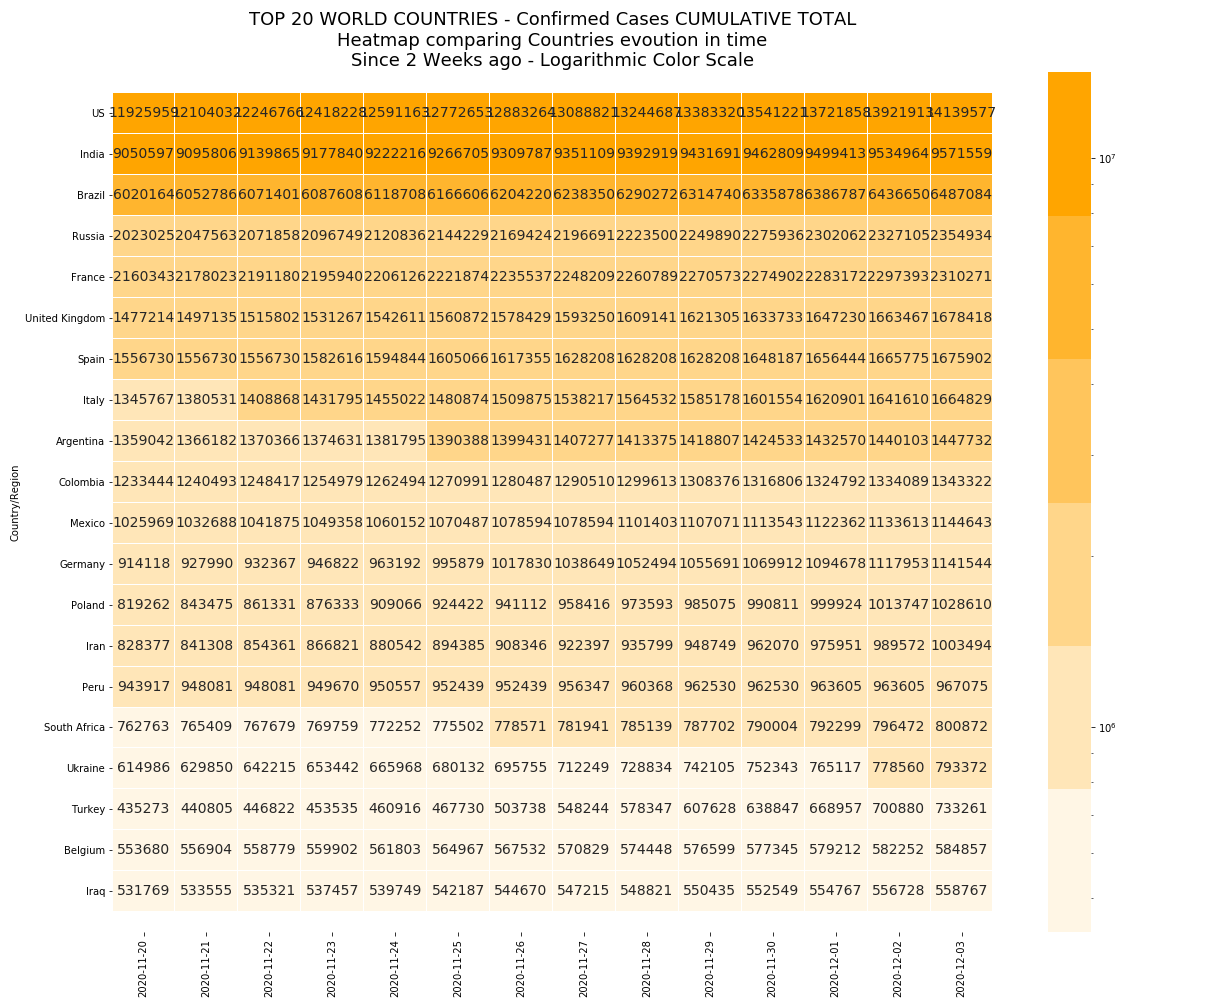 TOP 20 WORLD COUNTRIES - Confirmed Cases CUMULATIVE TOTAL
Heatmap comparing Countries evoution in time
Since 2 Weeks ago - Logarithmic Color Scale
US 11925959 12104032 12246766 12418228 12591163 12772653 12883264 13088821 13244687 13383320 13541221 13721858 13921913 14139577
India 9050597 9095806 9139865 9177840 9222216 9266705 9309787 9351109 9392919 9431691 9462809 9499413 9534964 9571559
Brazil 6020164 6052786 6071401 6087608 6118708 6166606 6204220 6238350 6290272 6314740 6335878 6386787 6436650 6487084
Russia 2023025 2047563 2071858 2096749 2120836 2144229 2169424 2196691 2223500 2249890 2275936 2302062 2327105 2354934
France 2160343 2178023 2191180 2195940 2206126 2221874 2235537 2248209 2260789 2270573 2274902 2283172 2297393 2310271
United Kingdom 1477214 1497135 1515802 1531267 1542611 1560872 1578429 1593250 1609141 1621305 1633733 1647230 1663467 1678418
Spain 1556730 1556730 1556730 1582616 1594844 1605066 1617355 1628208 1628208 1628208 1648187 1656444 1665775 1675902
Italy 1345767 1380531 1408868 1431795 1455022 1480874 1509875 1538217 1564532 1585178 1601554 1620901 1641610 1664829
Argentina 1359042 1366182 1370366 1374631 1381795 1390388 1399431 1407277 1413375 1418807 1424533 1432570 1440103 1447732
Colombia 1233444 1240493 1248417 1254979 1262494 1270991 1280487 1290510 1299613 1308376 1316806 1324792 1334089 1343322
Mexico 1025969 1032688 1041875 1049358 1060152 1070487 1078594 1078594 1101403 1107071 1113543 1122362 1133613 1144643
Germany 914118 927990 932367 946822 963192 995879 1017830 1038649 1052494 1055691 1069912 1094678 1117953 1141544
Poland 819262 843475 861331 876333 909066 924422 941112 958416 973593 985075 990811 999924 1013747 1028610
Iran 828377 841308 854361 866821 880542 894385 908346 922397 935799 948749 962070 975951 989572 1003494
Peru 943917 948081 948081 949670 950557 952439 952439 956347 960368 962530 962530 963605 963605 967075
South Africa 762763 765409 767679 769759 772252 775502 778571 781941 785139 787702 790004 792299 796472 800872
Ukraine 614986 629850 642215 653442 665968 680132 695755 712249 728834 742105 752343 765117 778560 793372
Turkey 435273 440805 446822 453535 460916 467730 503738 548244 578347 607628 638847 668957 700880 733261
Belgium 553680 556904 558779 559902 561803 564967 567532 570829 574448 576599 577345 579212 582252 584857
Iraq 531769 533555 535321 537457 539749 542187 544670 547215 548821 550435 552549 554767 556728 558767
2020-11-20 2020-11-21 2020-11-22 2020-11-23 2020-11-24 2020-11-25 2020-11-26 2020-11-27 2020-11-28 2020-11-29 2020-11-30 2020-12-01 2020-12-02 2020-12-03
Country/Region
10⁷
10⁶